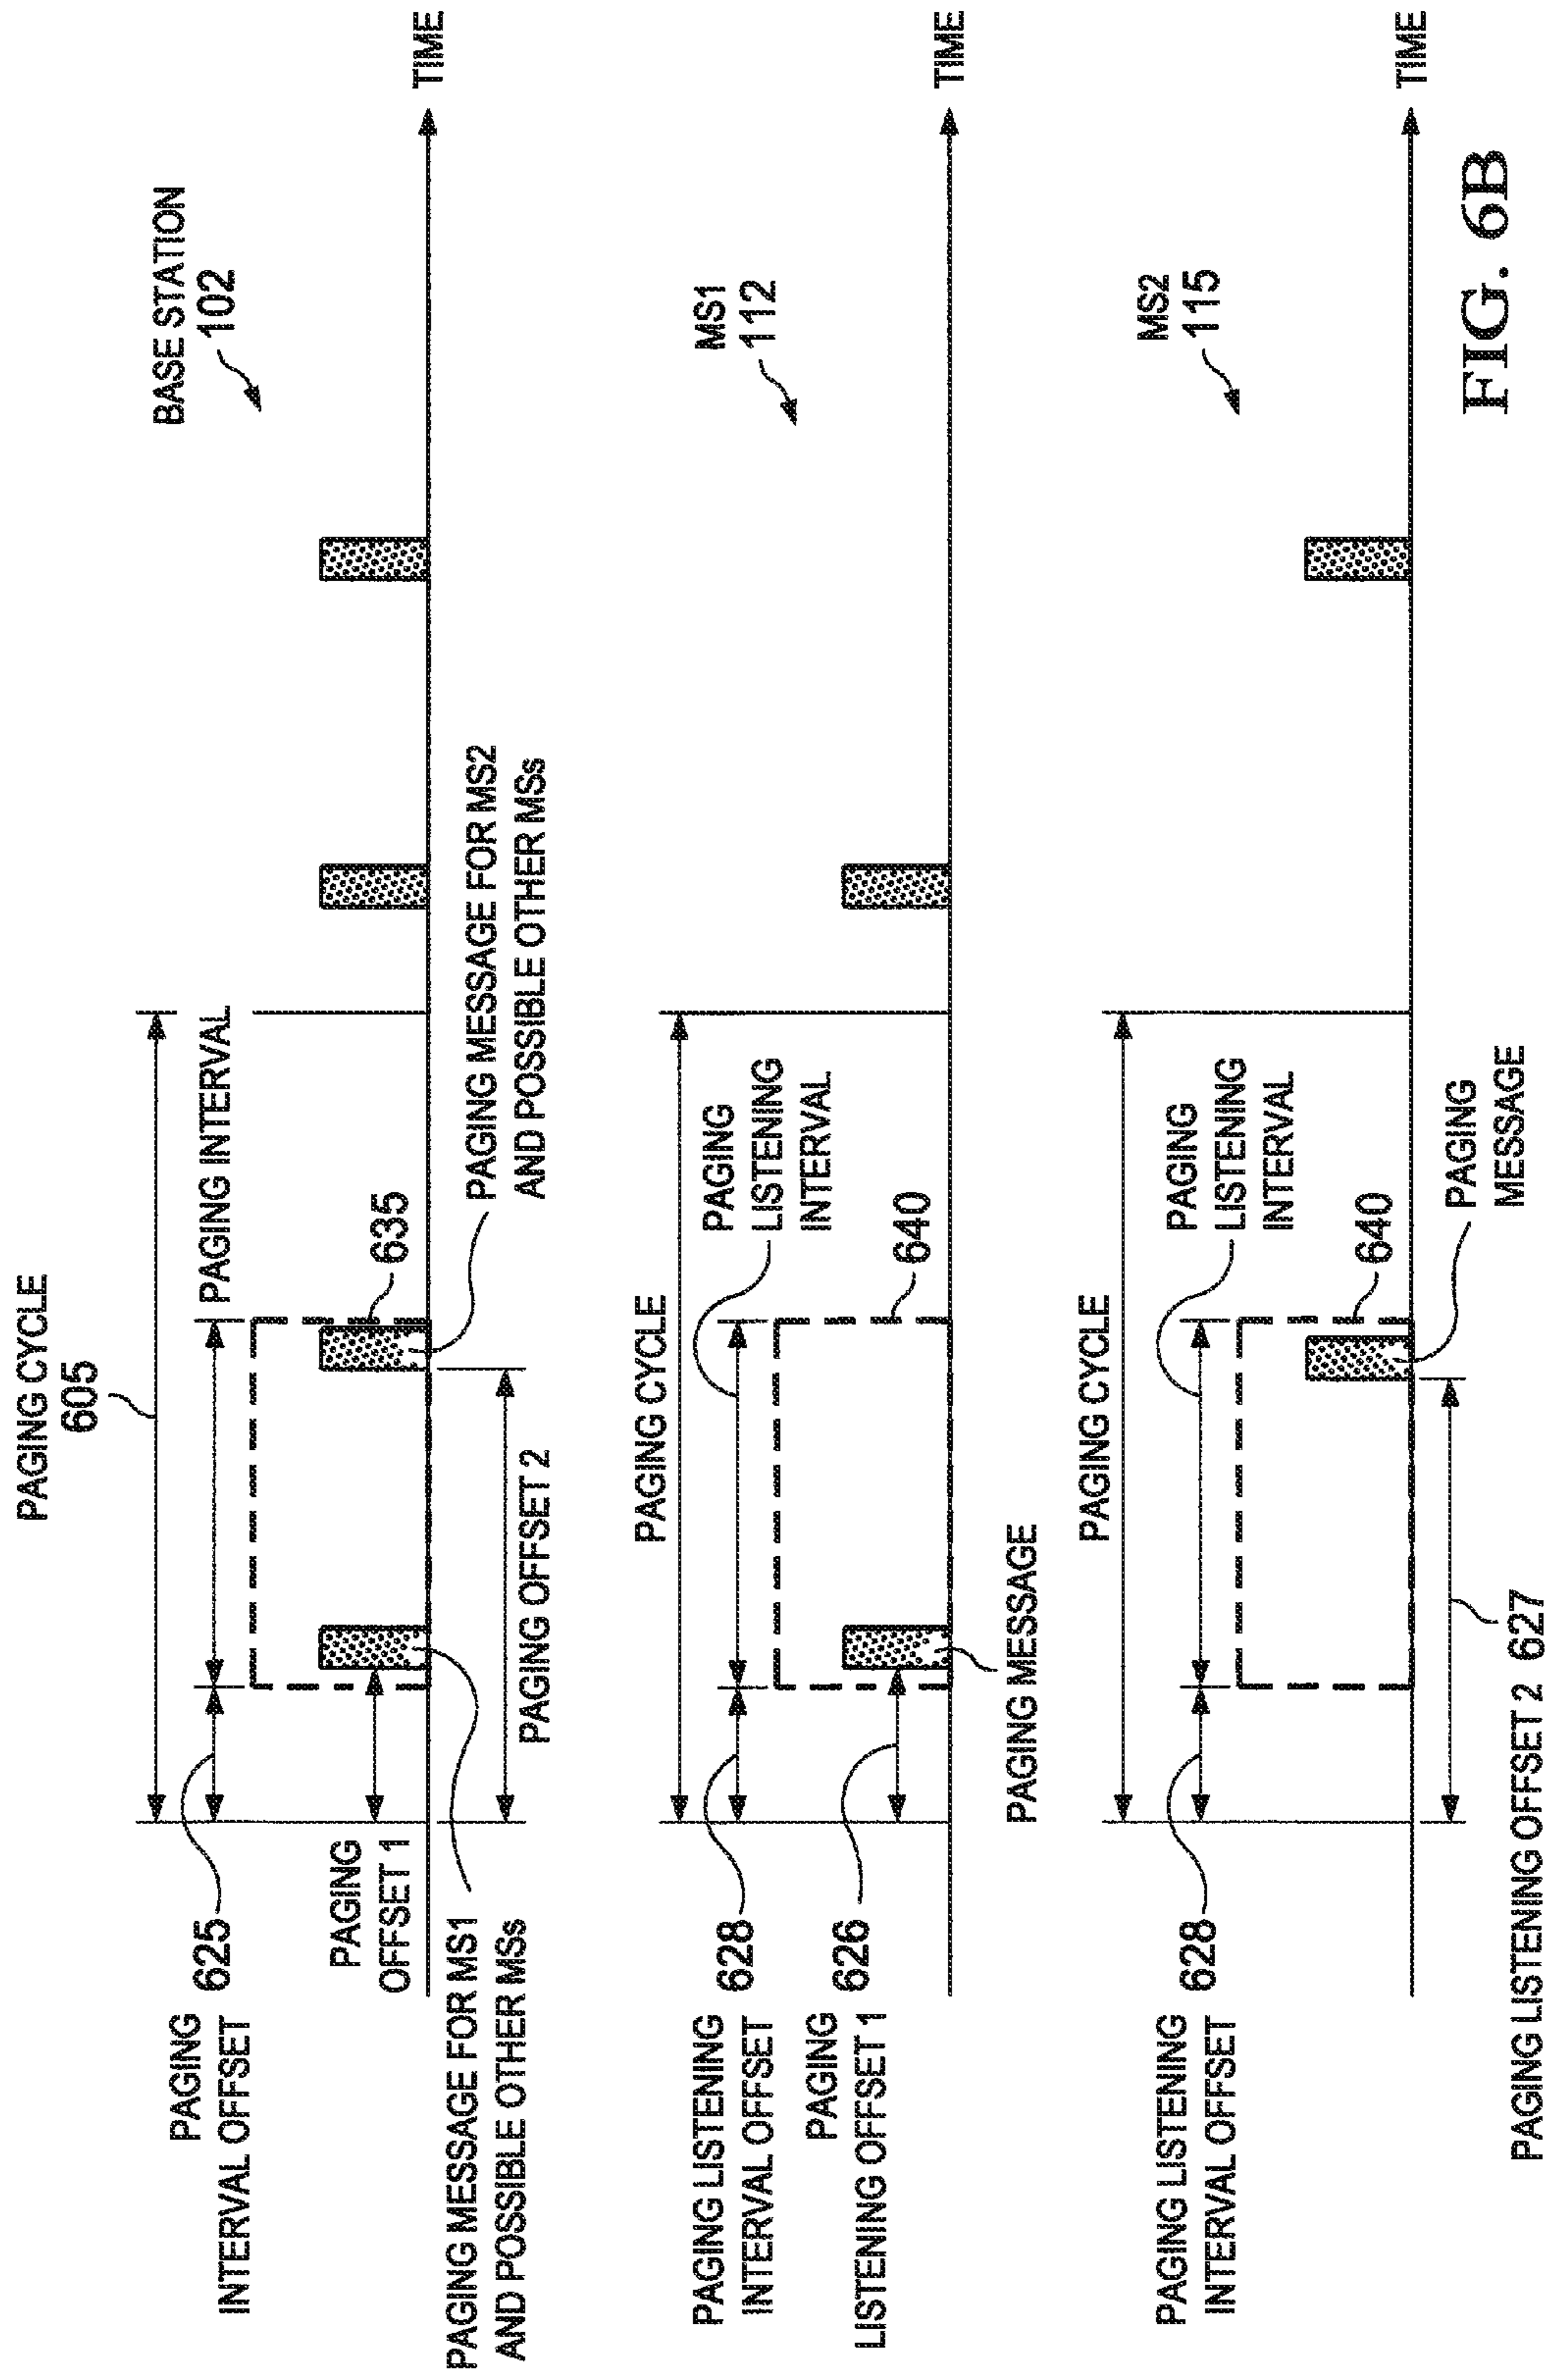 PAGING CYCLE
605
PAGING
INTERVAL OFFSET
625
PAGING INTERVAL
BASE STATION
102
PAGING
OFFSET 1
635
TIME
PAGING MESSAGE FOR MS1
AND POSSIBLE OTHER MSs
PAGING OFFSET 2
PAGING MESSAGE FOR MS2
AND POSSIBLE OTHER MSs
PAGING CYCLE
PAGING LISTENING
INTERVAL OFFSET
628
PAGING
LISTENING
INTERVAL
MS1
112
PAGING
LISTENING OFFSET 1
626
640
TIME
PAGING MESSAGE
PAGING CYCLE
PAGING LISTENING
INTERVAL OFFSET
628
PAGING
LISTENING
INTERVAL
MS2
115
640
TIME
PAGING
MESSAGE
PAGING LISTENING OFFSET 2 627
FIG. 6B